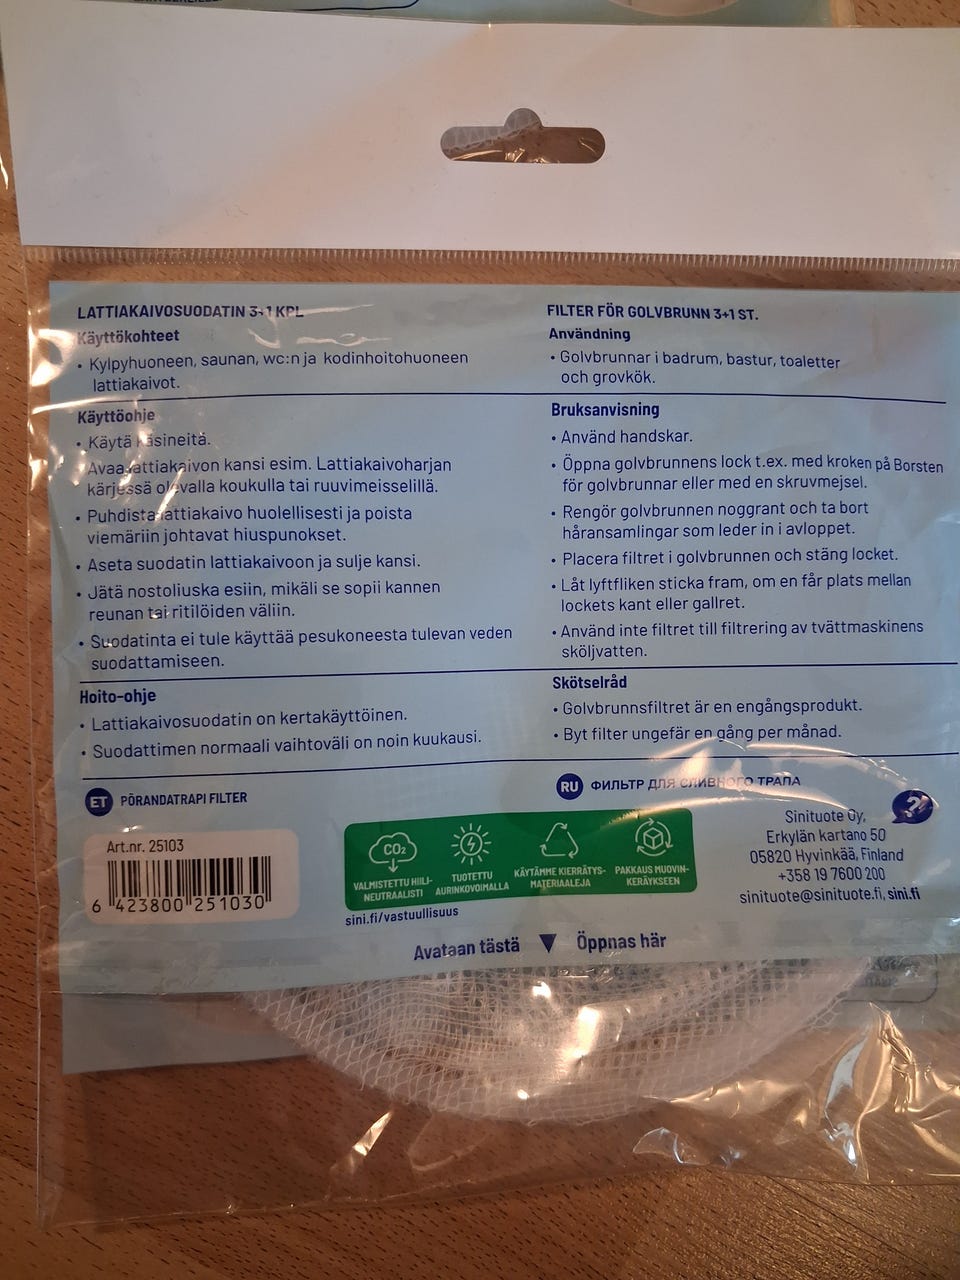 LATTIAKAIVOSUODATIN 3+1 KPL
Käyttökohteet
• Kylpyhuoneen, saunan, wc:n ja kodinhoitohuoneen
lattiakaivot.
Käyttöohje
• Käytä käsineitä.
• Avaa lattiakaivon kansi esim. Lattiakaivoharjan
kärjessä olevalla koukulla tai ruuvimeisselillä.
• Puhdista lattiakaivo huolellisesti ja poista
viemäriin johtavat hiuspunokset.
• Aseta suodatin lattiakaivoon ja sulje kansi.
• Jätä nostoliuska esiin, mikäli se sopii kannen
reunan tai ritilöiden väliin.
• Suodatinta ei tule käyttää pesukoneesta tulevan veden
suodattamiseen.
Hoito-ohje
• Lattiakaivosuodatin on kertakäyttöinen.
• Suodattimen normaali vaihtoväli on noin kuukausi.
FILTER FÖR GOLVBRUNN 3+1 ST.
Användning
• Golvbrunnar i badrum, bastur, toaletter
och grovkök.
Bruksanvisning
• Använd handskar.
• Öppna golvbrunnens lock t.ex. med kroken på Borsten
för golvbrunnar eller med en skruvmejsel.
• Rengör golvbrunnen noggrant och ta bort
håransamlingar som leder in i avloppet.
• Placera filtret i golvbrunnen och stäng locket.
• Låt lyftfliken sticka fram, om en får plats mellan
lockets kant eller gallret.
• Använd inte filtret till filtrering av tvättmaskinens
sköljvatten.
Skötselråd
• Golvbrunnsfiltret är en engångsprodukt.
• Byt filter ungefär en gång per månad.
ET PÕRANDATRAPI FILTER
RU ФИЛЬТР ДЛЯ СЛИВНОГО ТРАПА
Art.nr. 25103
6 423800 251030
CO₂
VALMISTETTU HIILI-
NEUTRAALISTI
TUOTETTU
AURINKOVOIMALLA
KÄYTÄMME KIERRÄTYS-
MATERIAALEJA
PAKKAUS MUOVIN-
KERÄYKSEEN
sini.fi/vastuullisuus
Sinituote Oy,
Erkylän kartano 50
05820 Hyvinkää, Finland
+358 19 7600 200
sinituote@sinituote.fi, sini.fi
Avataan tästä ▼ Öppnas här